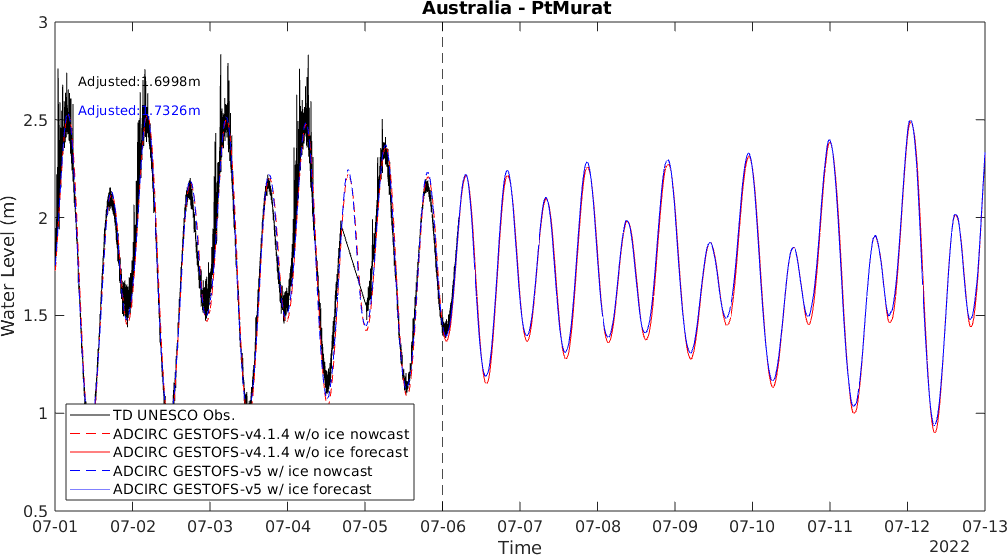 Australia - PtMurat
3
2.5
2
1.5
1
0.5
Water Level (m)
Adjusted:1.6998m
Adjusted:1.7326m
TD UNESCO Obs.
ADCIRC GESTOFS-v4.1.4 w/o ice nowcast
ADCIRC GESTOFS-v4.1.4 w/o ice forecast
ADCIRC GESTOFS-v5 w/ ice nowcast
ADCIRC GESTOFS-v5 w/ ice forecast
07-01 07-02 07-03 07-04 07-05 07-06 07-07 07-08 07-09 07-10 07-11 07-12 07-13
Time
2022